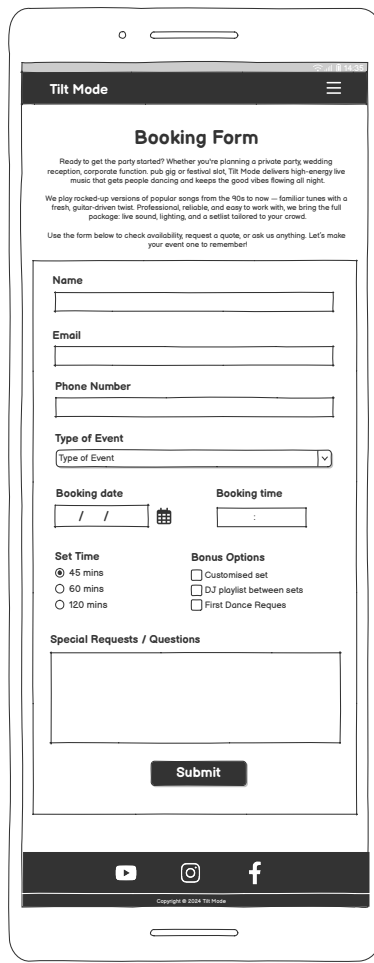 14:35
Tilt Mode
Booking Form
Ready to get the party started? Whether you're planning a private party, wedding
reception, corporate function. pub gig or festival slot, Tilt Mode delivers high-energy live
music that gets people dancing and keeps the good vibes flowing all night.
We play rocked-up versions of popular songs from the 90s to now — familiar tunes with a
fresh, guitar-driven twist. Professional, reliable, and easy to work with, we bring the full
package: live sound, lighting, and a setlist tailored to your crowd.
Use the form below to check availability, request a quote, or ask us anything. Let's make
your event one to remember!
Name
Email
Phone Number
Type of Event
Type of Event
Booking date Booking time
/ / :
Set Time Bonus Options
45 mins Customised set
60 mins DJ playlist between sets
120 mins First Dance Reques
Special Requests / Questions
Submit
Copyright © 2024 Tilt Mode